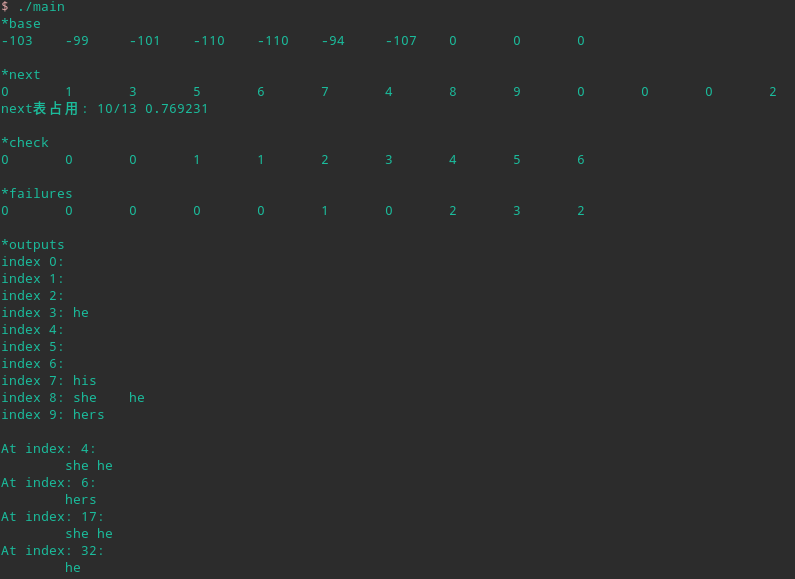 $ ./main
*base
-103 -99 -101 -110 -110 -94 -107 0 0 0
*next
0 1 3 5 6 7 4 8 9 0 0 0 2
next表占用: 10/13 0.769231
*check
0 0 0 1 1 2 3 4 5 6
*failures
0 0 0 0 0 1 0 2 3 2
*outputs
index 0:
index 1:
index 2:
index 3: he
index 4:
index 5:
index 6:
index 7: his
index 8: she he
index 9: hers
At index: 4:
she he
At index: 6:
hers
At index: 17:
she he
At index: 32:
he